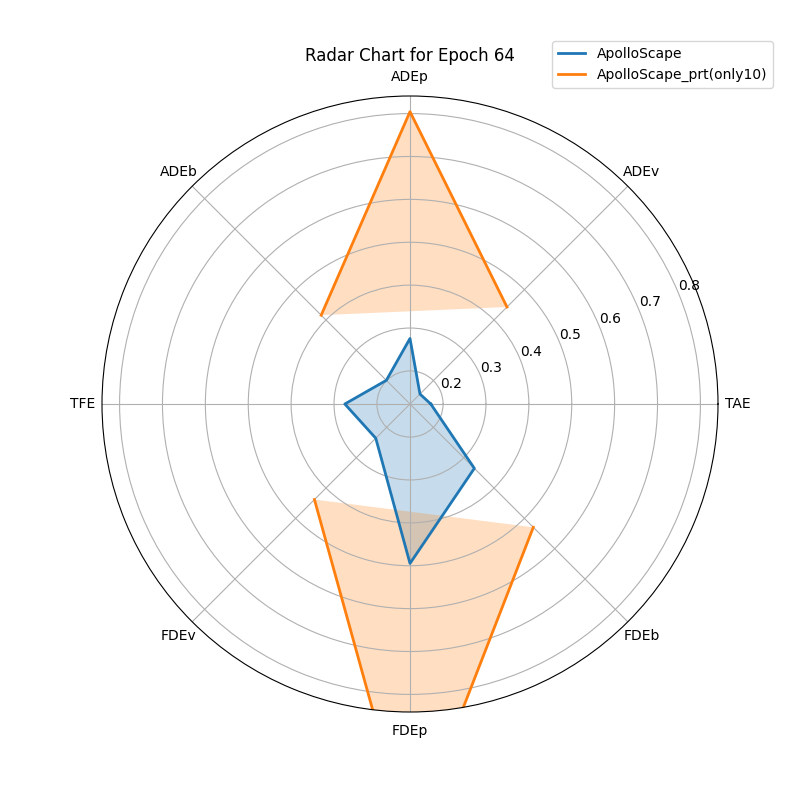 Radar Chart for Epoch 64
ApolloScape
ApolloScape_prt(only10)
ADEp
ADEb
ADEv
0.8
0.7
0.6
0.5
0.4
0.3
0.2
TFE
TAE
FDEv
FDEb
FDEp